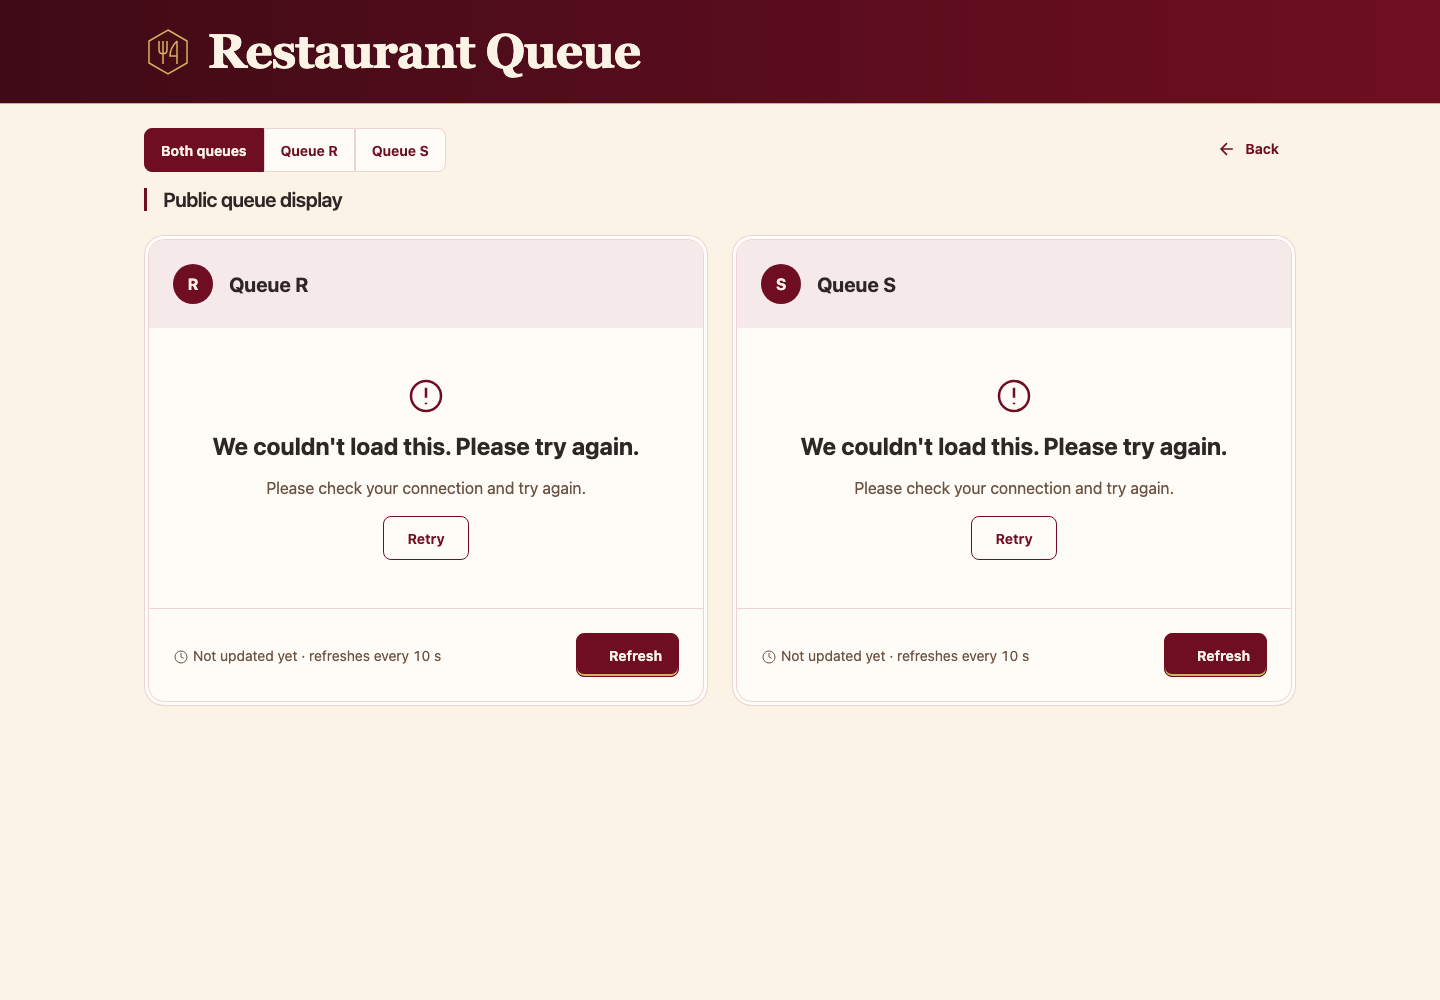 Restaurant Queue
Both queues
Queue R
Queue S
Back
Public queue display
R
Queue R
We couldn't load this. Please try again.
Please check your connection and try again.
Retry
Not updated yet · refreshes every 10 s
Refresh
S
Queue S
We couldn't load this. Please try again.
Please check your connection and try again.
Retry
Not updated yet · refreshes every 10 s
Refresh